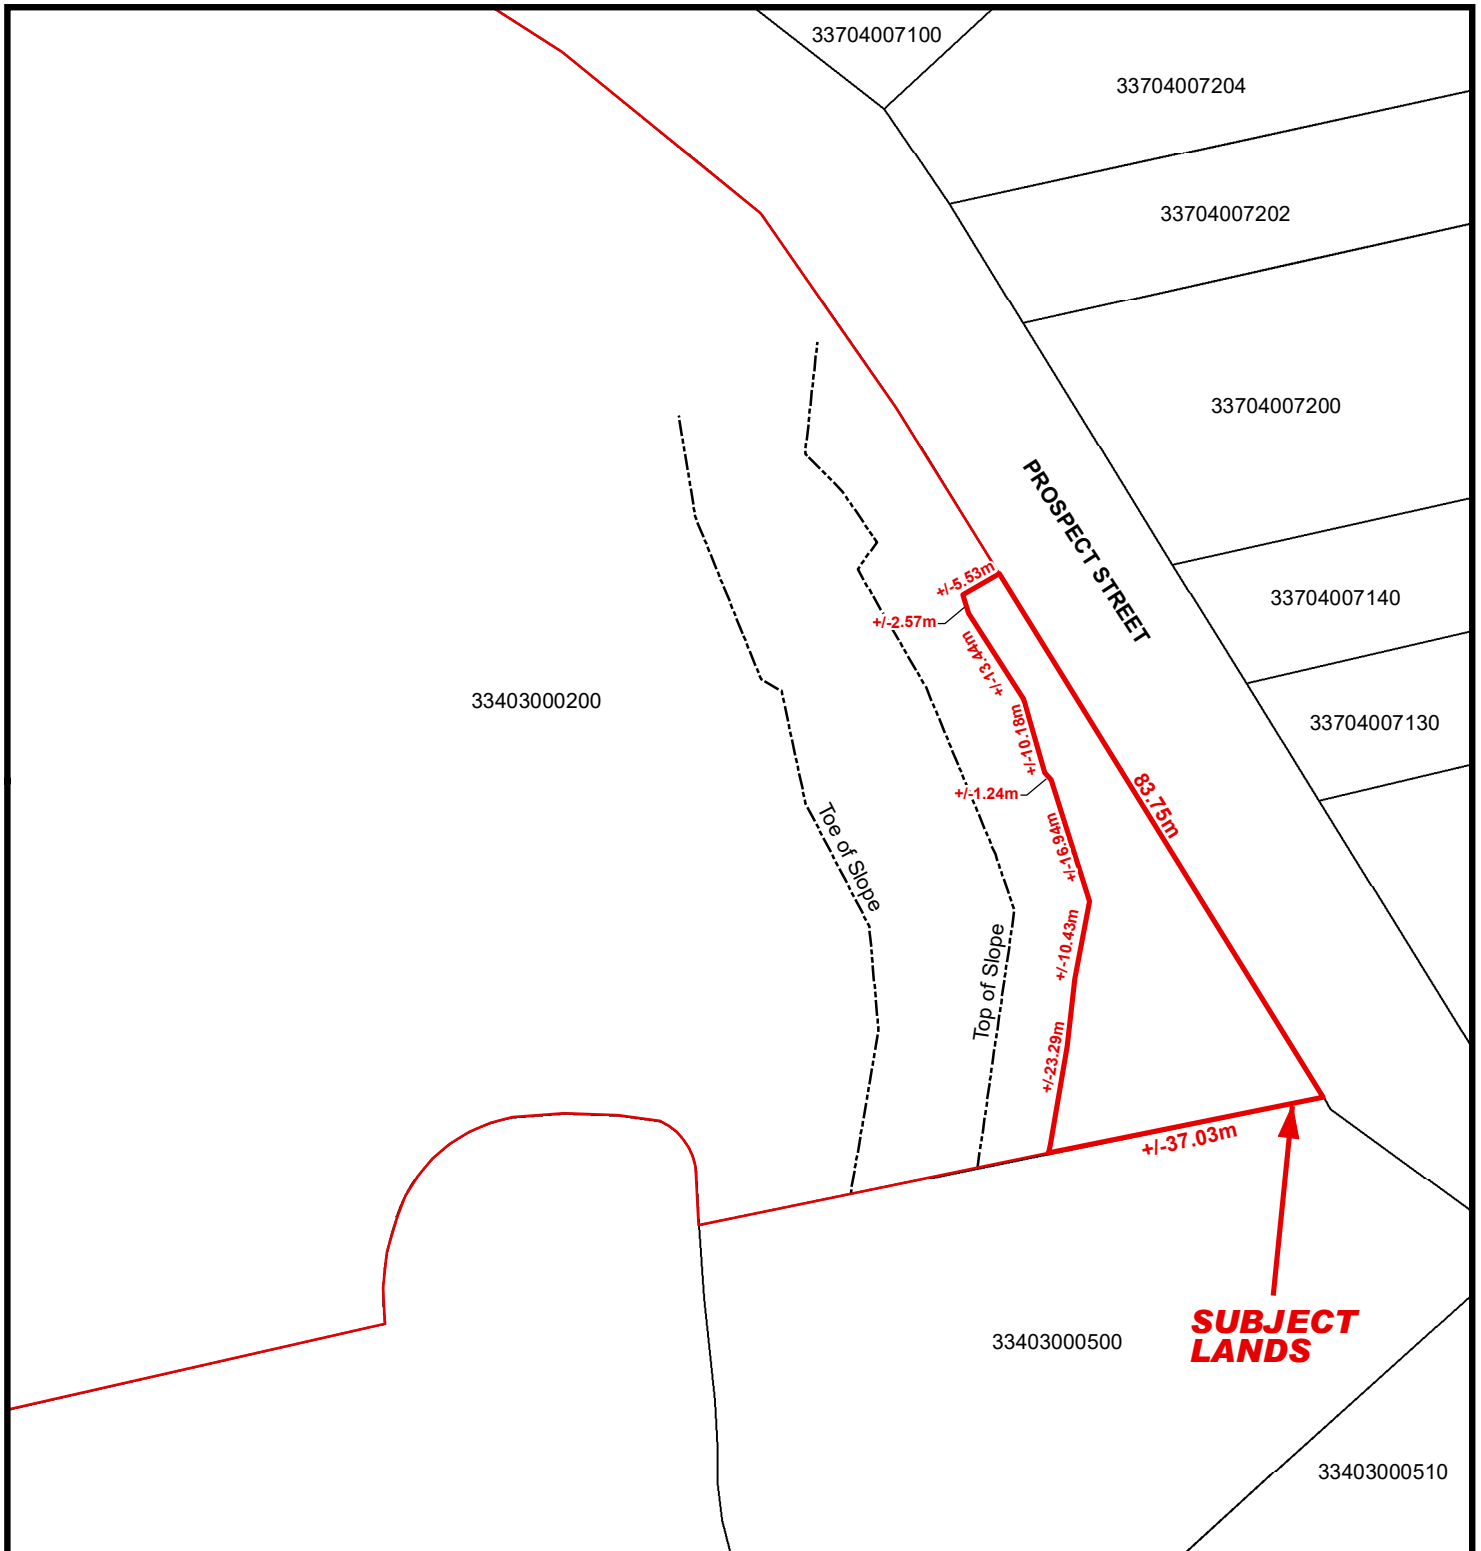 33704007100
33704007204
33704007202
33704007200
PROSPECT STREET
+/-5.53m
33704007140
+/-2.57m
+/-13.44m
33403000200
+/-10.18m
33704007130
+/-1.24m
83.75m
Toe of Slope
+/-16.94m
+/-10.43m
Top of Slope
+/-23.29m
+/-37.03m
SUBJECT
LANDS
33403000500
33403000510